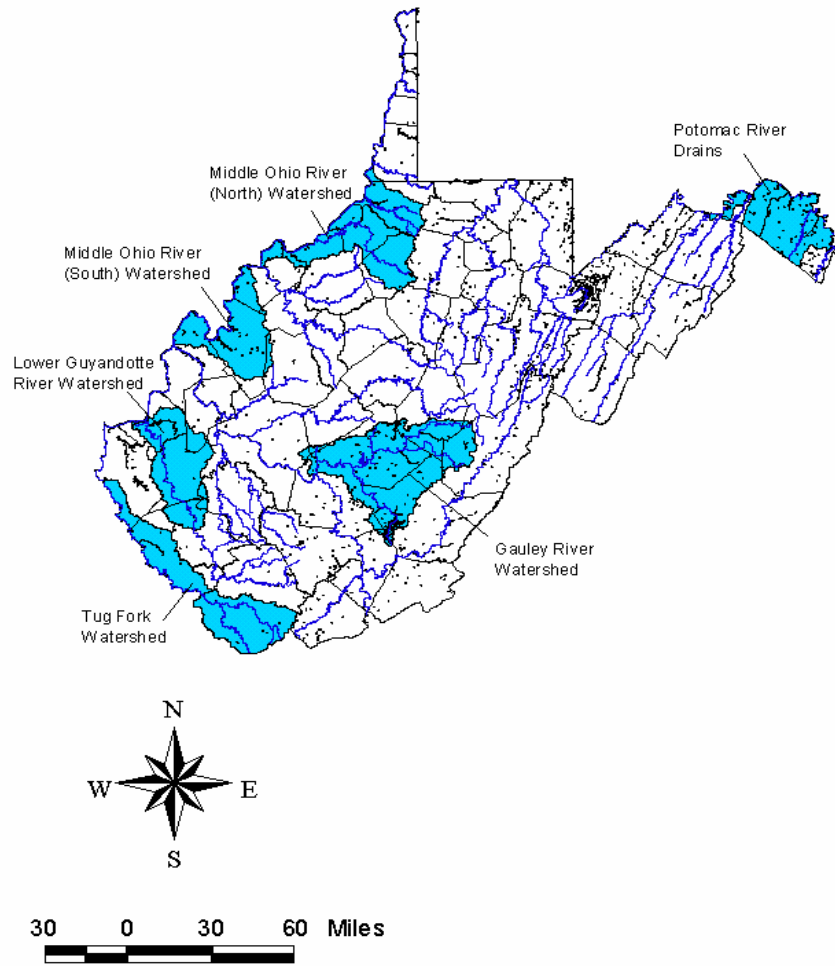 Potomac River
Drains
Middle Ohio River
(North) Watershed
Middle Ohio River
(South) Watershed
Lower Guyandotte
River Watershed
Gauley River
Watershed
Tug Fork
Watershed
N
W E
S
30 0 30 60 Miles